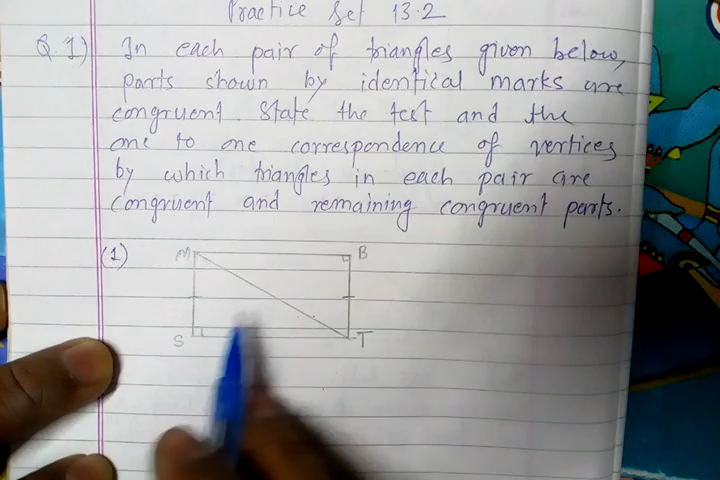 Practice Set 13.2
Q.1) In each pair of triangles given below,
parts shown by identical marks are
congruent. State the test and the
one to one correspondence of vertices
by which triangles in each pair are
congruent and remaining congruent parts.
(1) M B
S T